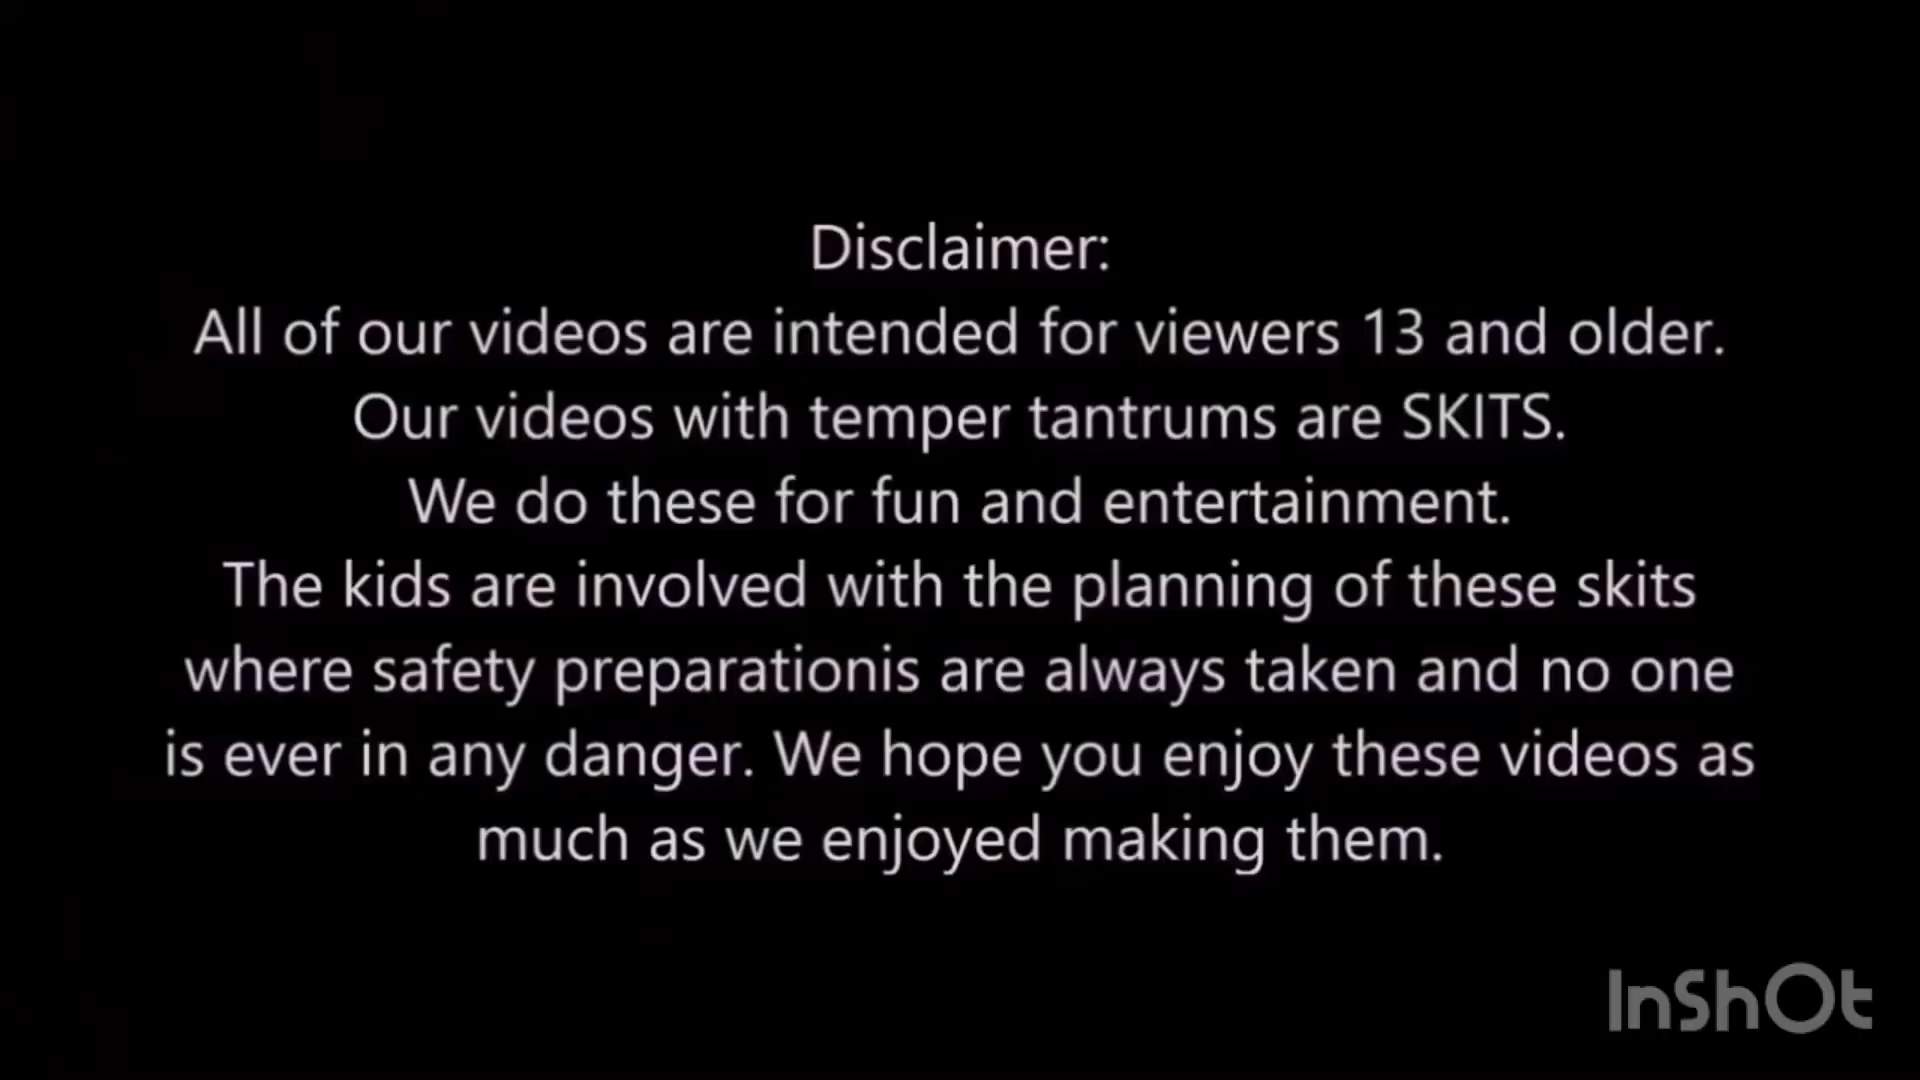 Disclaimer:
All of our videos are intended for viewers 13 and older.
Our videos with temper tantrums are SKITS.
We do these for fun and entertainment.
The kids are involved with the planning of these skits
where safety preparationis are always taken and no one
is ever in any danger. We hope you enjoy these videos as
much as we enjoyed making them.
InShOt